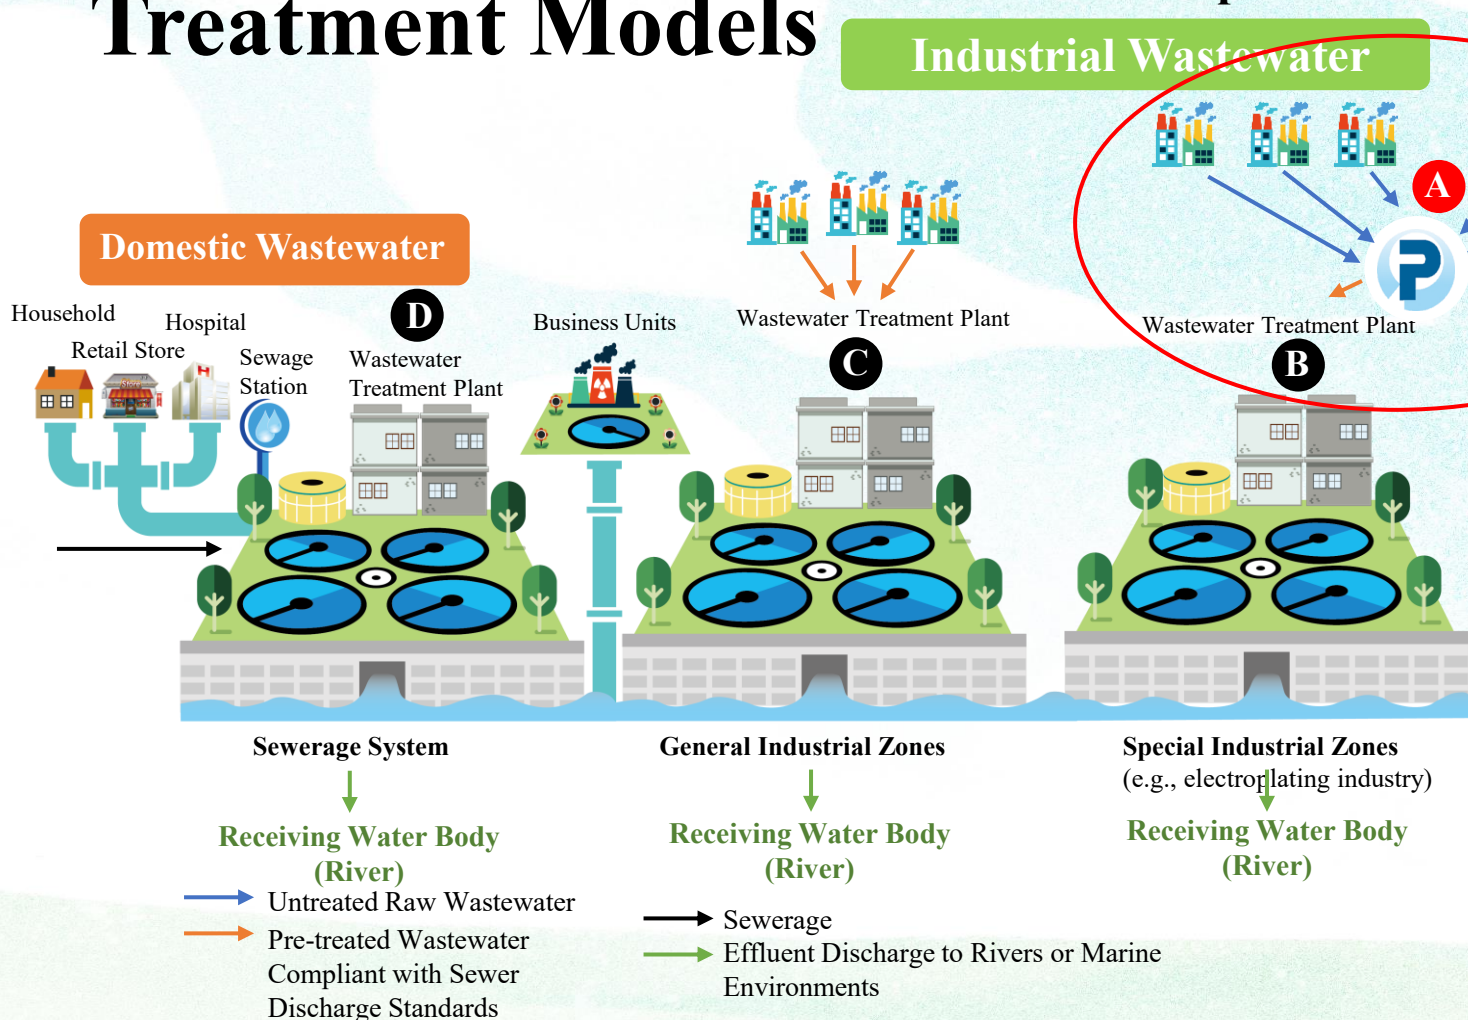 Treatment Models
Industrial Wastewater
A
P
Domestic Wastewater
D
Household
Hospital
Retail Store
Sewage
Station
Wastewater
Treatment Plant
Business Units
Wastewater Treatment Plant
C
Wastewater Treatment Plant
B
H
Sewerage System
General Industrial Zones
Special Industrial Zones
(e.g., electroplating industry)
Receiving Water Body
(River)
Receiving Water Body
(River)
Receiving Water Body
(River)
Untreated Raw Wastewater
Pre-treated Wastewater
Compliant with Sewer
Discharge Standards
Sewerage
Effluent Discharge to Rivers or Marine
Environments